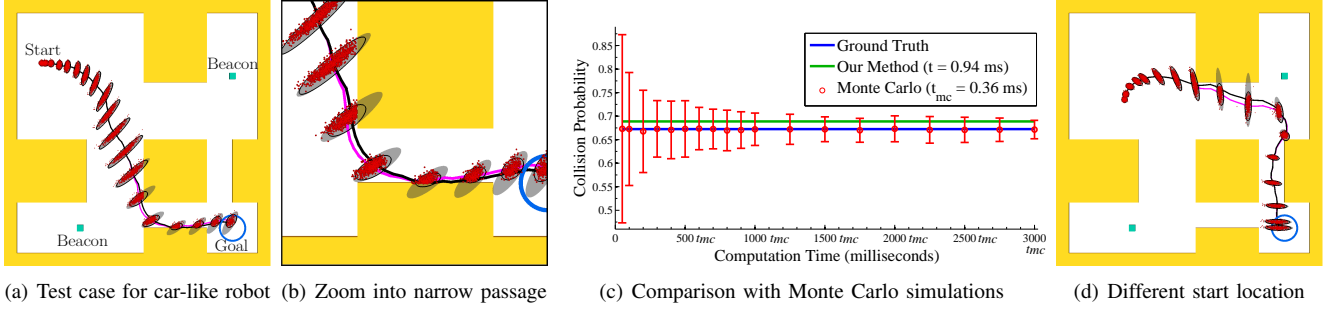 Start
Beacon
Beacon
Goal
(a) Test case for car-like robot
(b) Zoom into narrow passage
Collision Probability
0.85
0.8
0.75
0.7
0.65
0.6
0.55
0.5
Ground Truth
Our Method (t = 0.94 ms)
Monte Carlo (tmc = 0.36 ms)
0 500 tmc 1000 tmc 1500 tmc 2000 tmc 2500 tmc 3000 tmc
Computation Time (milliseconds)
(c) Comparison with Monte Carlo simulations
(d) Different start location